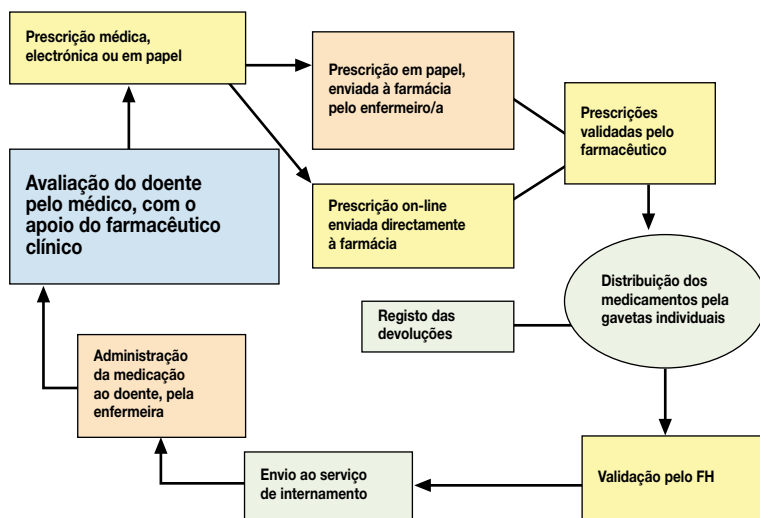 Prescrição médica,
electrónica ou em papel
Prescrição em papel,
enviada à farmácia
pelo enfermeiro/a
Prescrições
validadas pelo
farmacêutico
Avaliação do doente
pelo médico, com o
apoio do farmacêutico
clínico
Prescrição on-line
enviada directamente
à farmácia
Distribuição dos
medicamentos pela
gavetas individuais
Registo das
devoluções
Administração
da medicação
ao doente, pela
enfermeira
Envio ao serviço
de internamento
Validação pelo FH